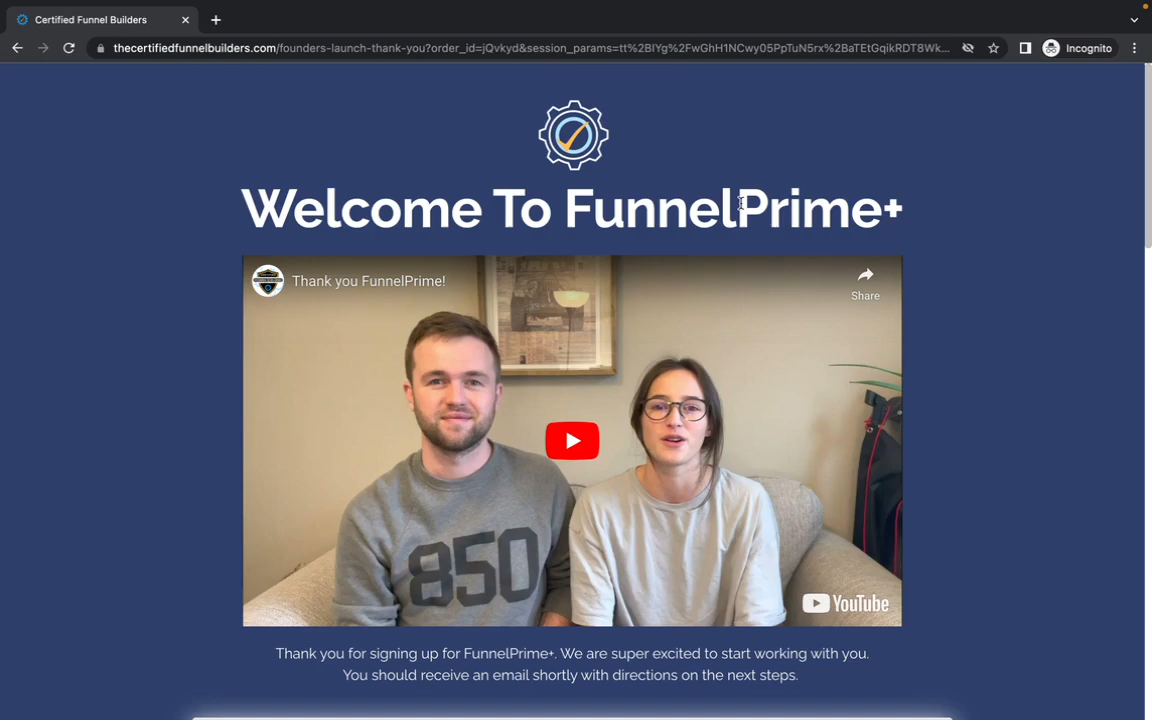 Certified Funnel Builders
thecertifiedfunnelbuilders.com/founders-launch-thank-you?order_id=jQvkyd&session_params=tt%2BIYg%2FwGhH1NCwy05PpTuN5rx%2BaTEtGqikRDT8Wk...
Incognito
Welcome To FunnelPrime+
Thank you FunnelPrime!
Share
850
YouTube
Thank you for signing up for FunnelPrime+. We are super excited to start working with you.
You should receive an email shortly with directions on the next steps.